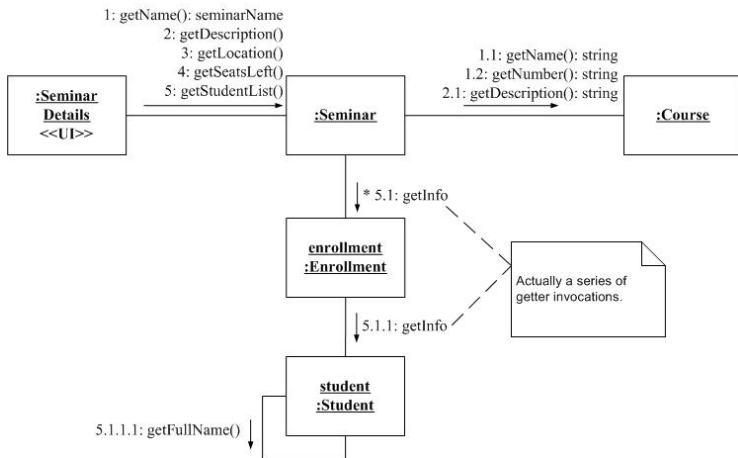 1: getName(): seminarName
2: getDescription()
3: getLocation()
4: getSeatsLeft()
5: getStudentList()
1.1: getName(): string
1.2: getNumber(): string
2.1: getDescription(): string
:Seminar
Details
<<UI>>
:Seminar
:Course
* 5.1: getInfo
enrollment
:Enrollment
Actually a series of
getter invocations.
5.1.1: getInfo
student
:Student
5.1.1.1: getFullName()